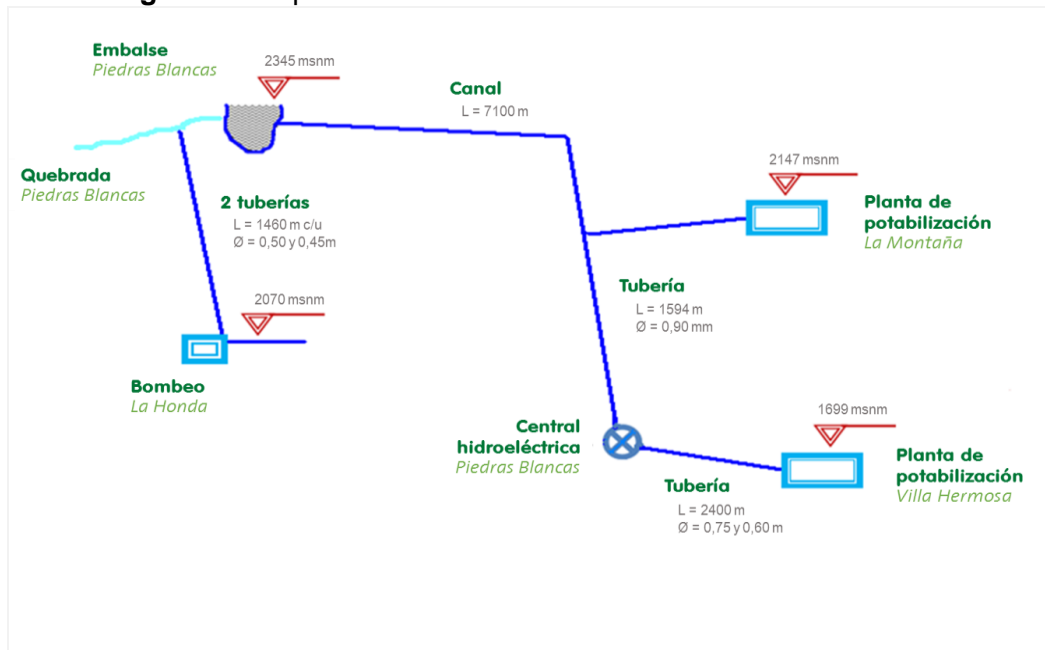 Embalse
Piedras Blancas
2345 msnm
Canal
L = 7100 m
Quebrada
Piedras Blancas
2 tuberías
L = 1460 m c/u
Ø = 0,50 y 0,45m
2147 msnm
Planta de
potabilización
La Montaña
Tubería
L = 1594 m
Ø = 0,90 mm
2070 msnm
Bombeo
La Honda
Central
hidroeléctrica
Piedras Blancas
1699 msnm
Planta de
potabilización
Villa Hermosa
Tubería
L = 2400 m
Ø = 0,75 y 0,60 m